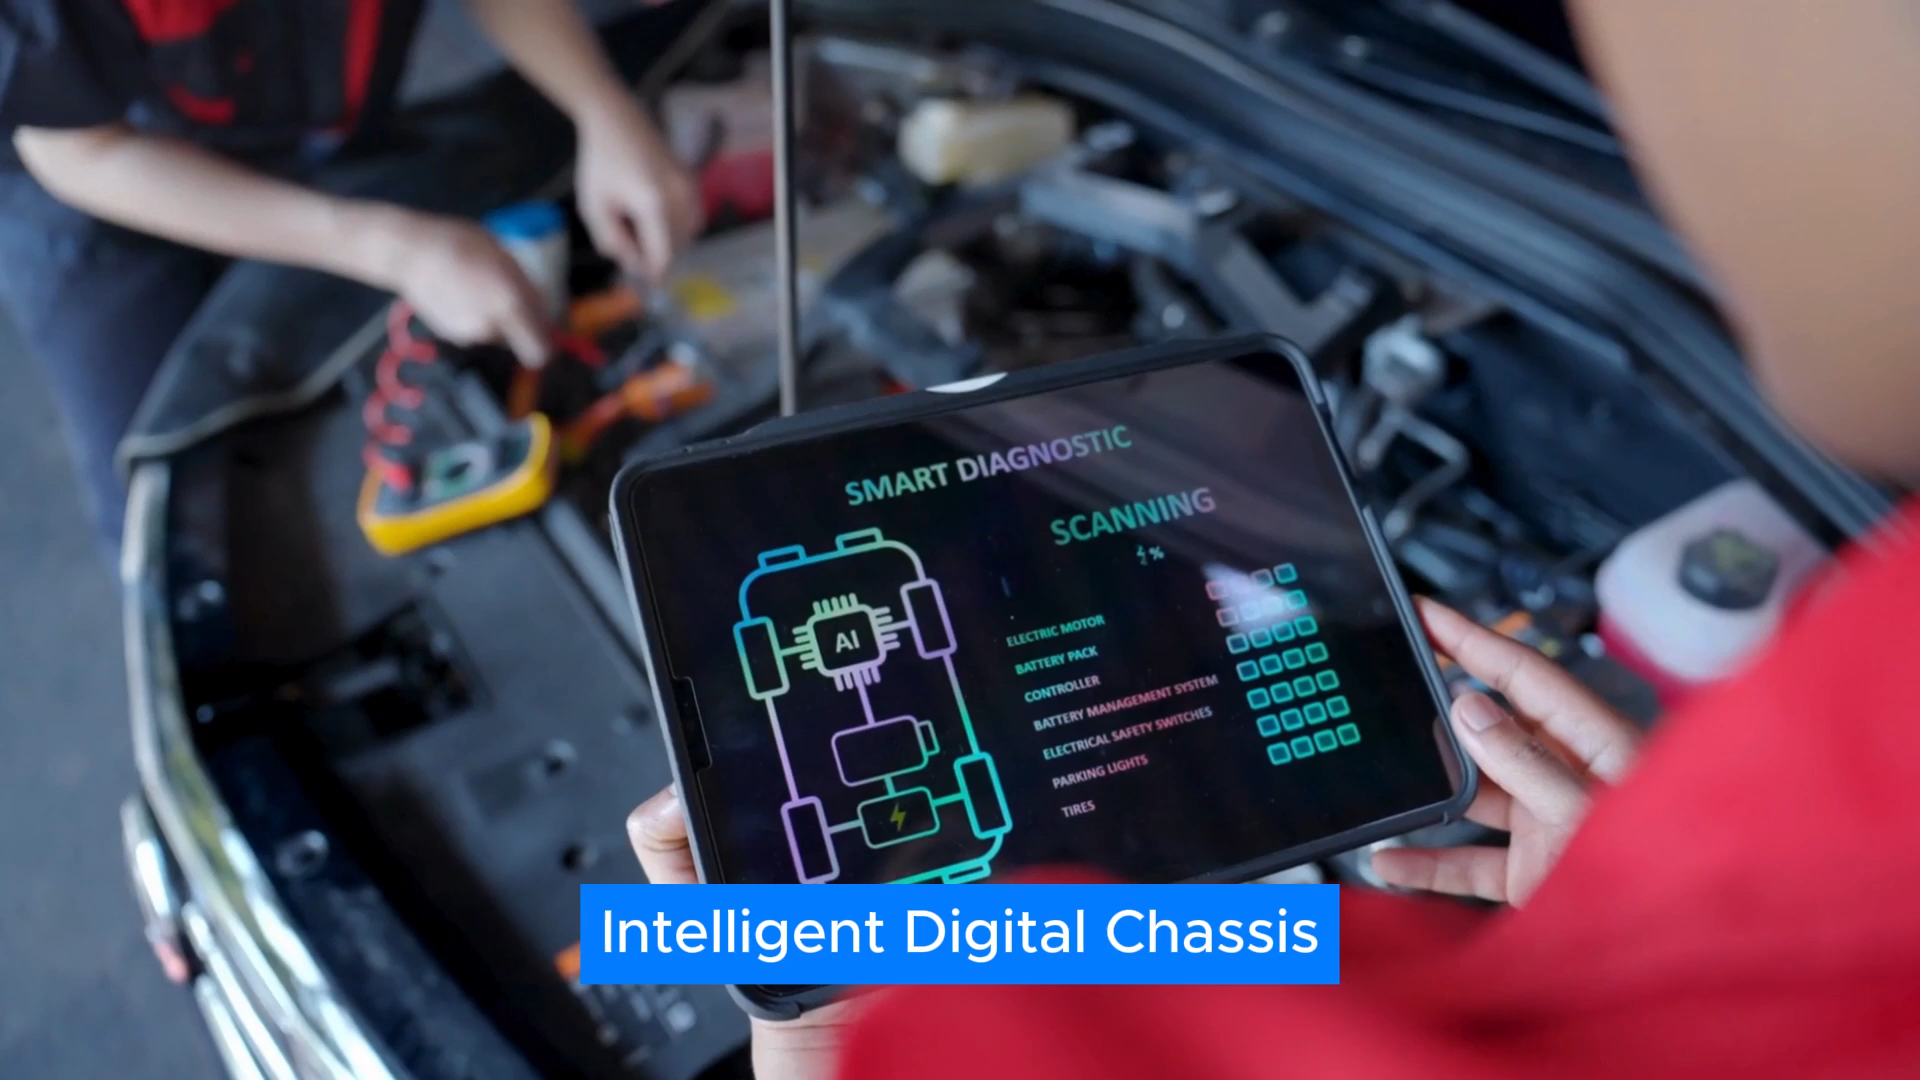 SMART DIAGNOSTIC
SCANNING
%
AI
ELECTRIC MOTOR
BATTERY PACK
CONTROLLER
BATTERY MANAGEMENT SYSTEM
ELECTRICAL SAFETY SWITCHES
PARKING LIGHTS
TIRES
Intelligent Digital Chassis